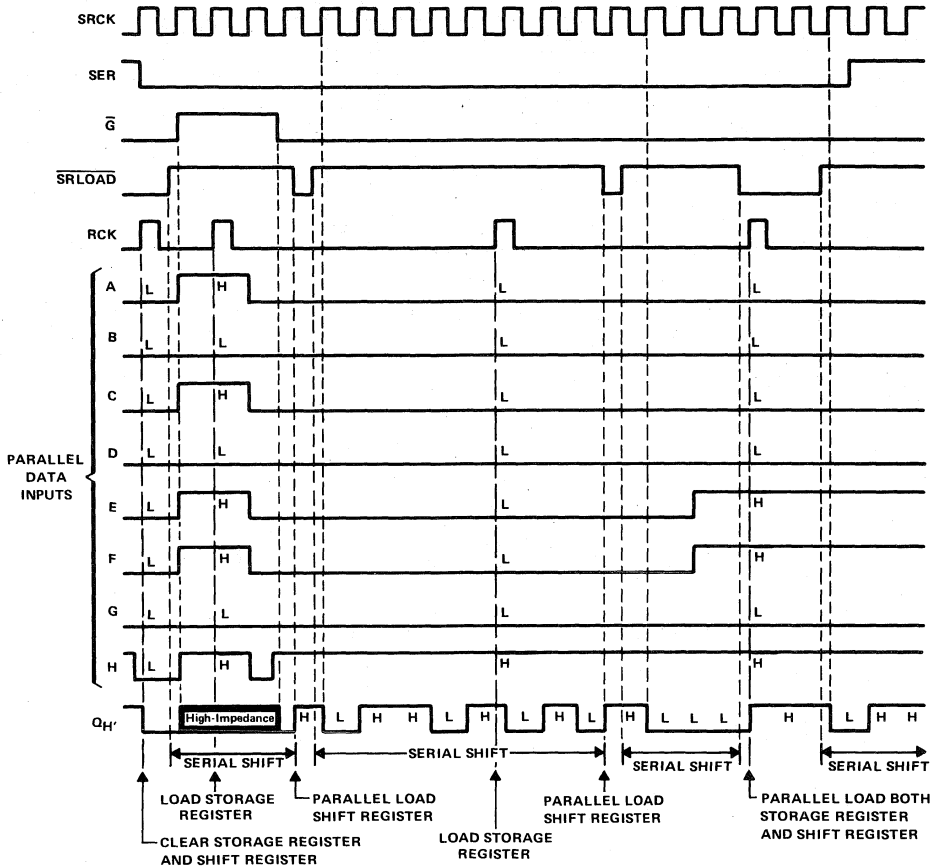 SRCK
SER
G̅
S̅R̅L̅O̅A̅D̅
RCK
A L H L L
B L L L L
C L H L L
D L L L L
PARALLEL
DATA
INPUTS
E L H L H
F L H L H
G L L L L
H L H H H
QH' High-Impedance H L H H L H L H L H L L L H L H H
SERIAL SHIFT SERIAL SHIFT SERIAL SHIFT SERIAL SHIFT
LOAD STORAGE
REGISTER
PARALLEL LOAD
SHIFT REGISTER
PARALLEL LOAD
SHIFT REGISTER
PARALLEL LOAD BOTH
STORAGE REGISTER
AND SHIFT REGISTER
CLEAR STORAGE REGISTER
AND SHIFT REGISTER
LOAD STORAGE
REGISTER